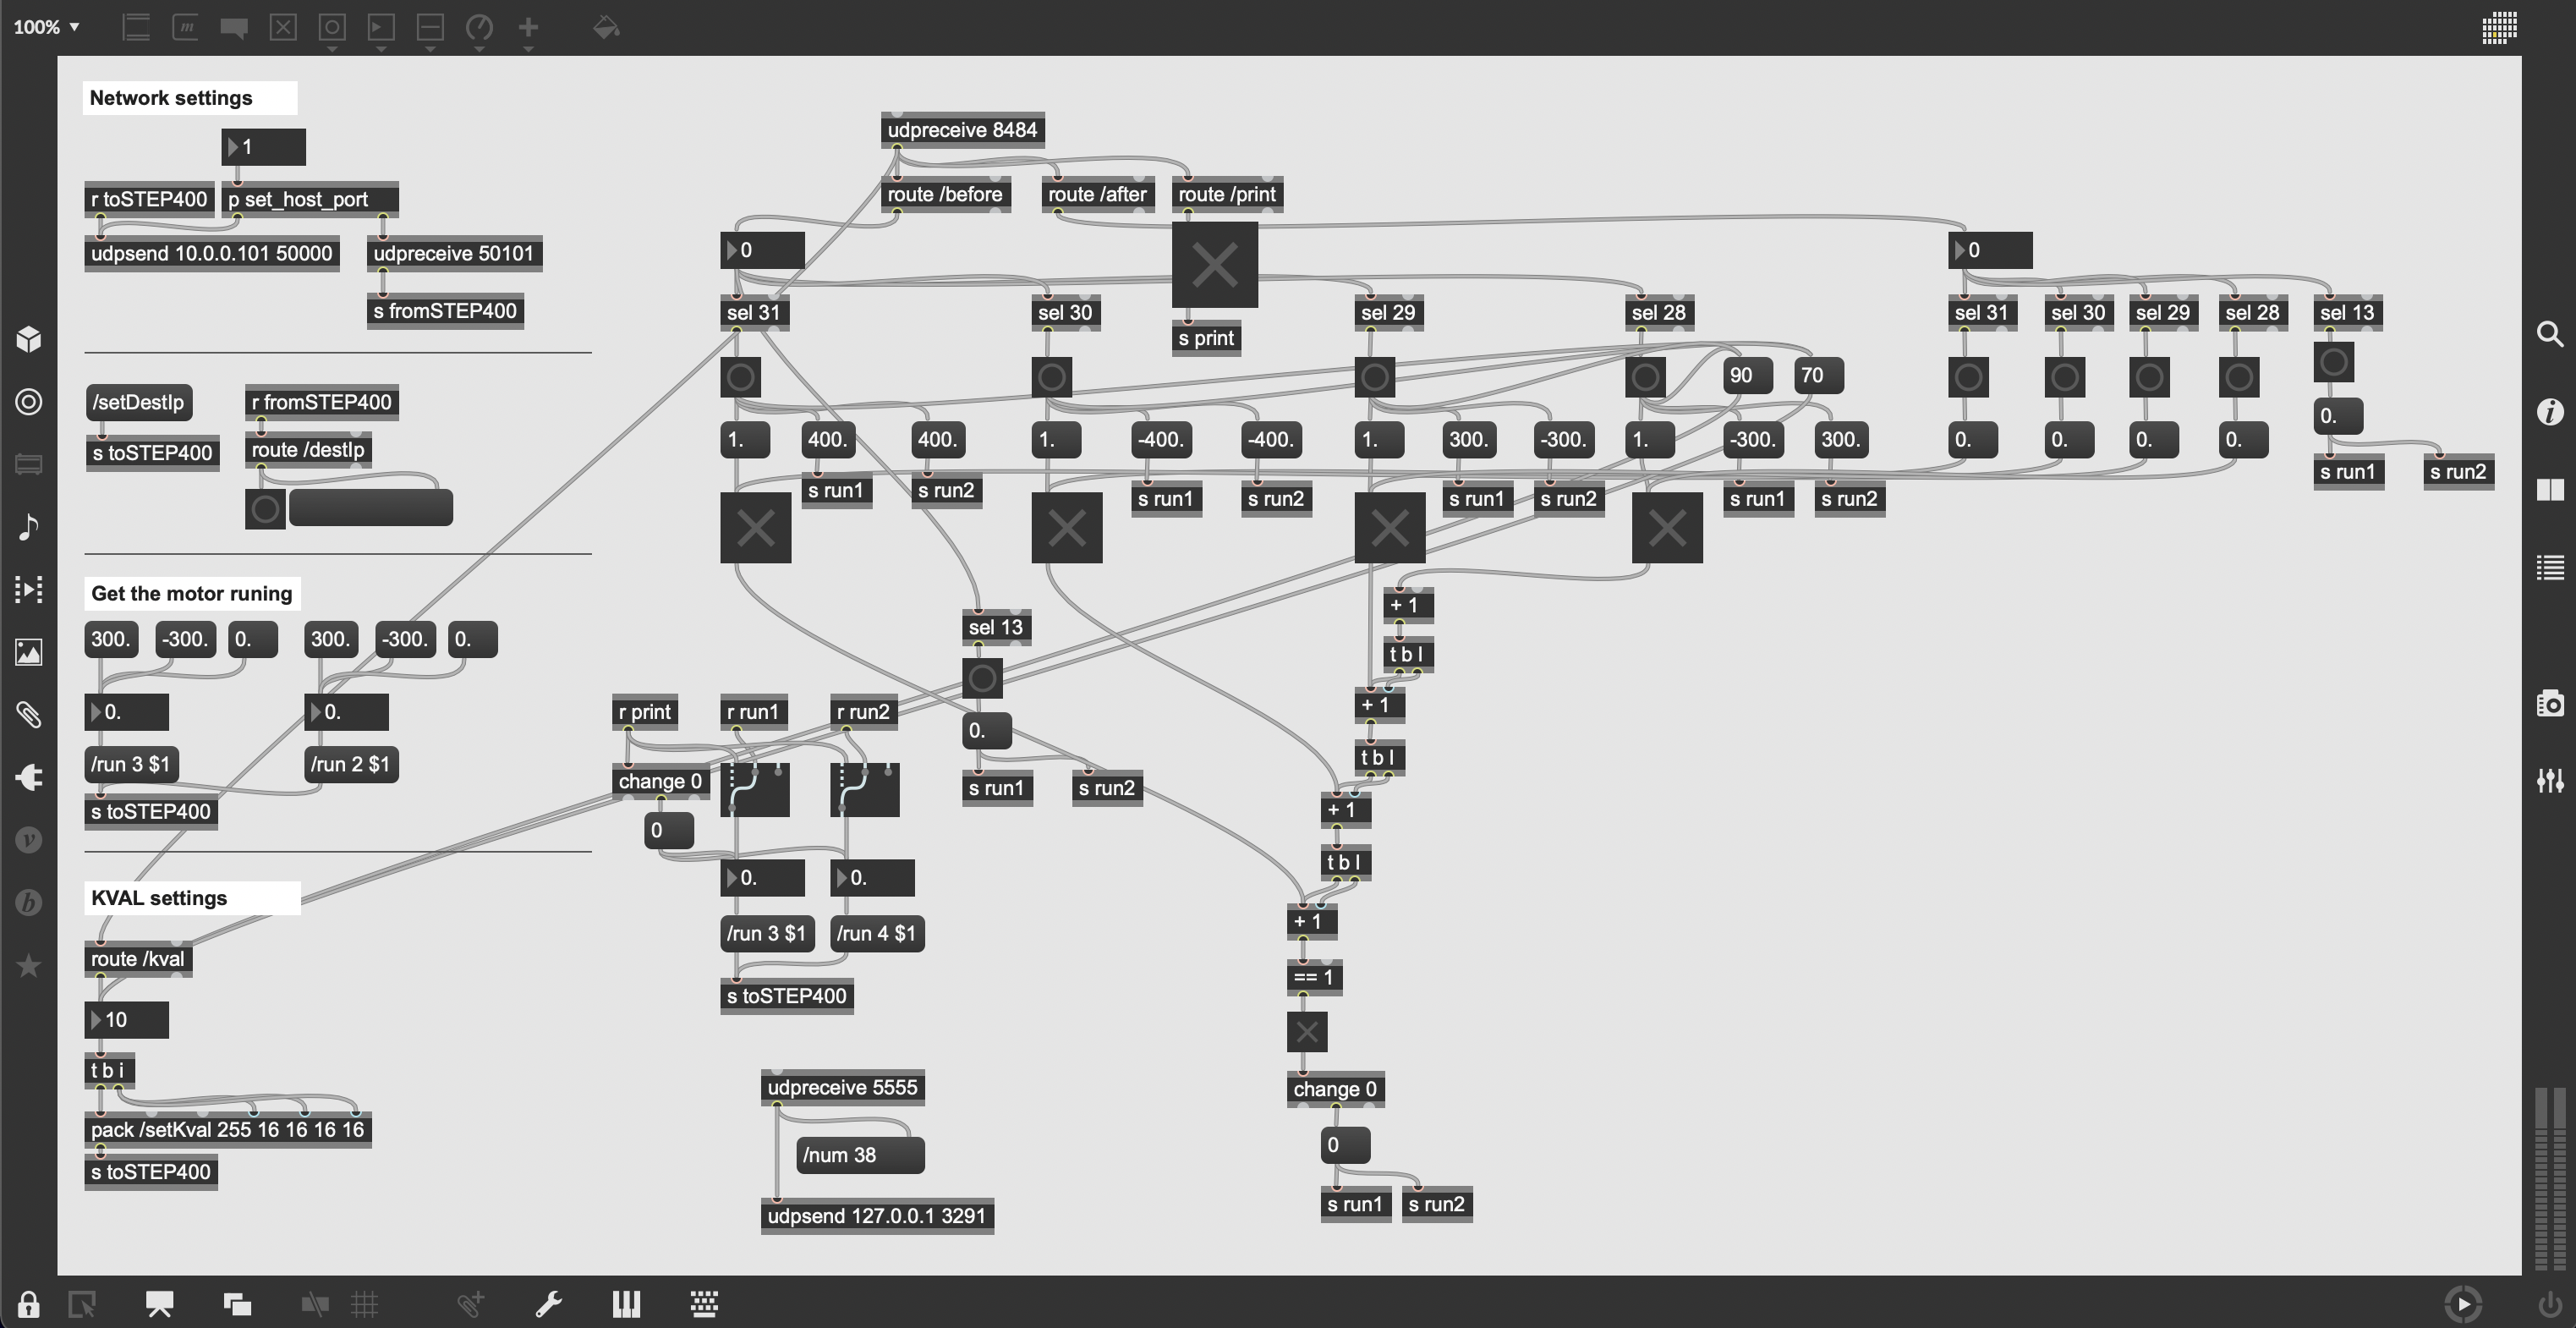 100%
Network settings
1
r toSTEP400
p set_host_port
udpsend 10.0.0.101 50000
udpreceive 50101
s fromSTEP400
/setDestIp
s toSTEP400
r fromSTEP400
route /destIp
Get the motor runing
300.
-300.
0.
300.
-300.
0.
0.
0.
/run 3 $1
/run 2 $1
s toSTEP400
KVAL settings
route /kval
10
t b i
pack /setKval 255 16 16 16 16
s toSTEP400
udpreceive 8484
route /before
route /after
route /print
0
s print
0
sel 31
sel 30
sel 29
sel 28
sel 31
sel 30
sel 29
sel 28
sel 13
90
70
1.
400.
400.
1.
-400.
-400.
1.
300.
-300.
1.
-300.
300.
0.
0.
0.
0.
0.
s run1
s run2
s run1
s run2
s run1
s run2
s run1
s run2
s run1
s run2
sel 13
0.
s run1
s run2
r print
r run1
r run2
change 0
0
0.
0.
/run 3 $1
/run 4 $1
s toSTEP400
udpreceive 5555
/num 38
udpsend 127.0.0.1 3291
+ 1
t b l
+ 1
t b l
+ 1
t b l
+ 1
== 1
change 0
0
s run1
s run2